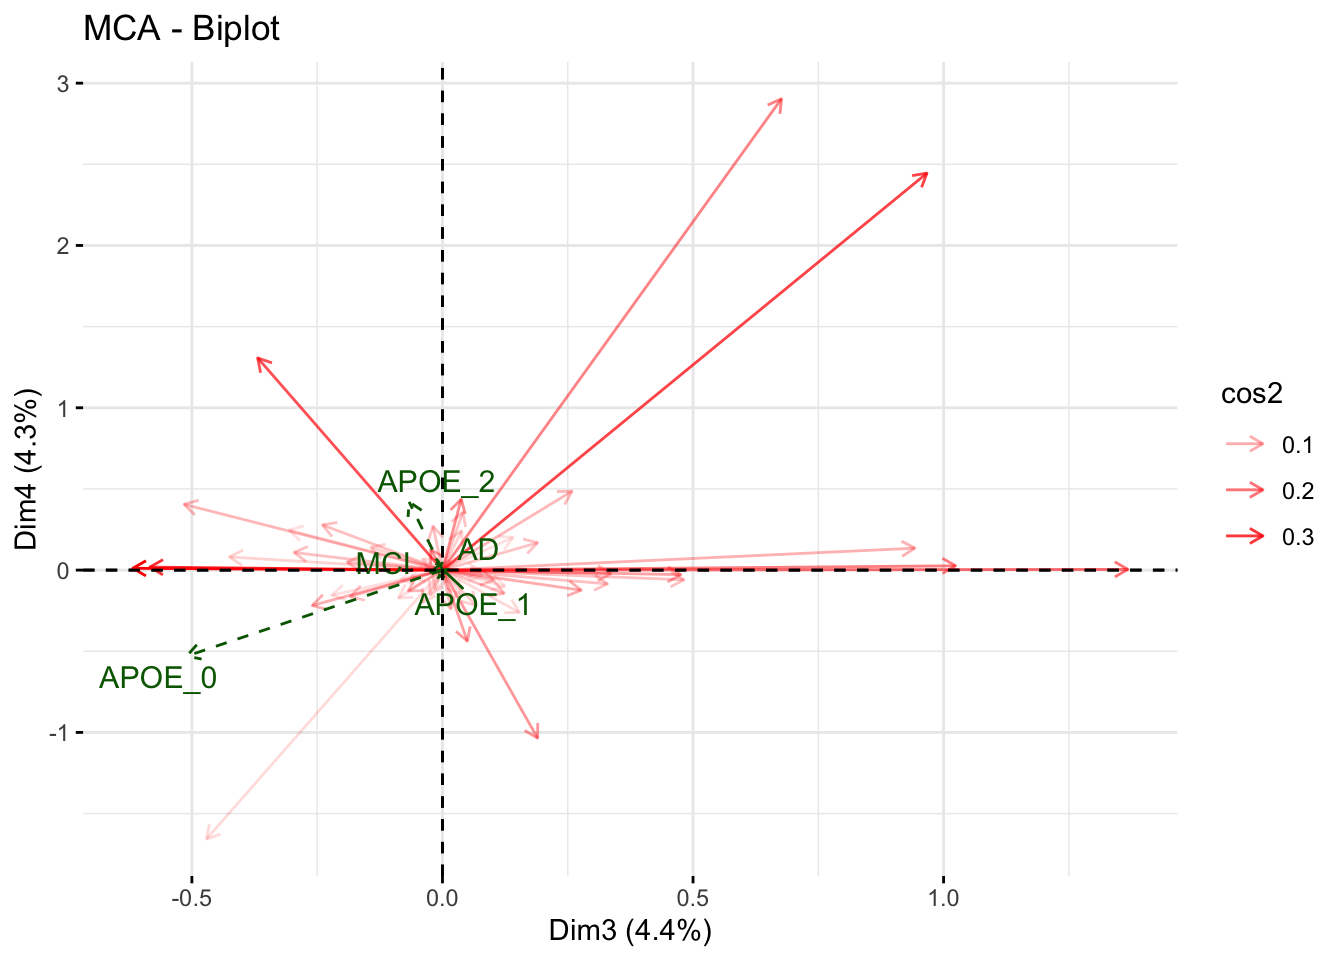 MCA - Biplot
3
2
1
0
-1
Dim4 (4.3%)
APOE_2
AD
MCI
APOE_1
APOE_0
-0.5
0.0
0.5
1.0
Dim3 (4.4%)
cos2
0.1
0.2
0.3